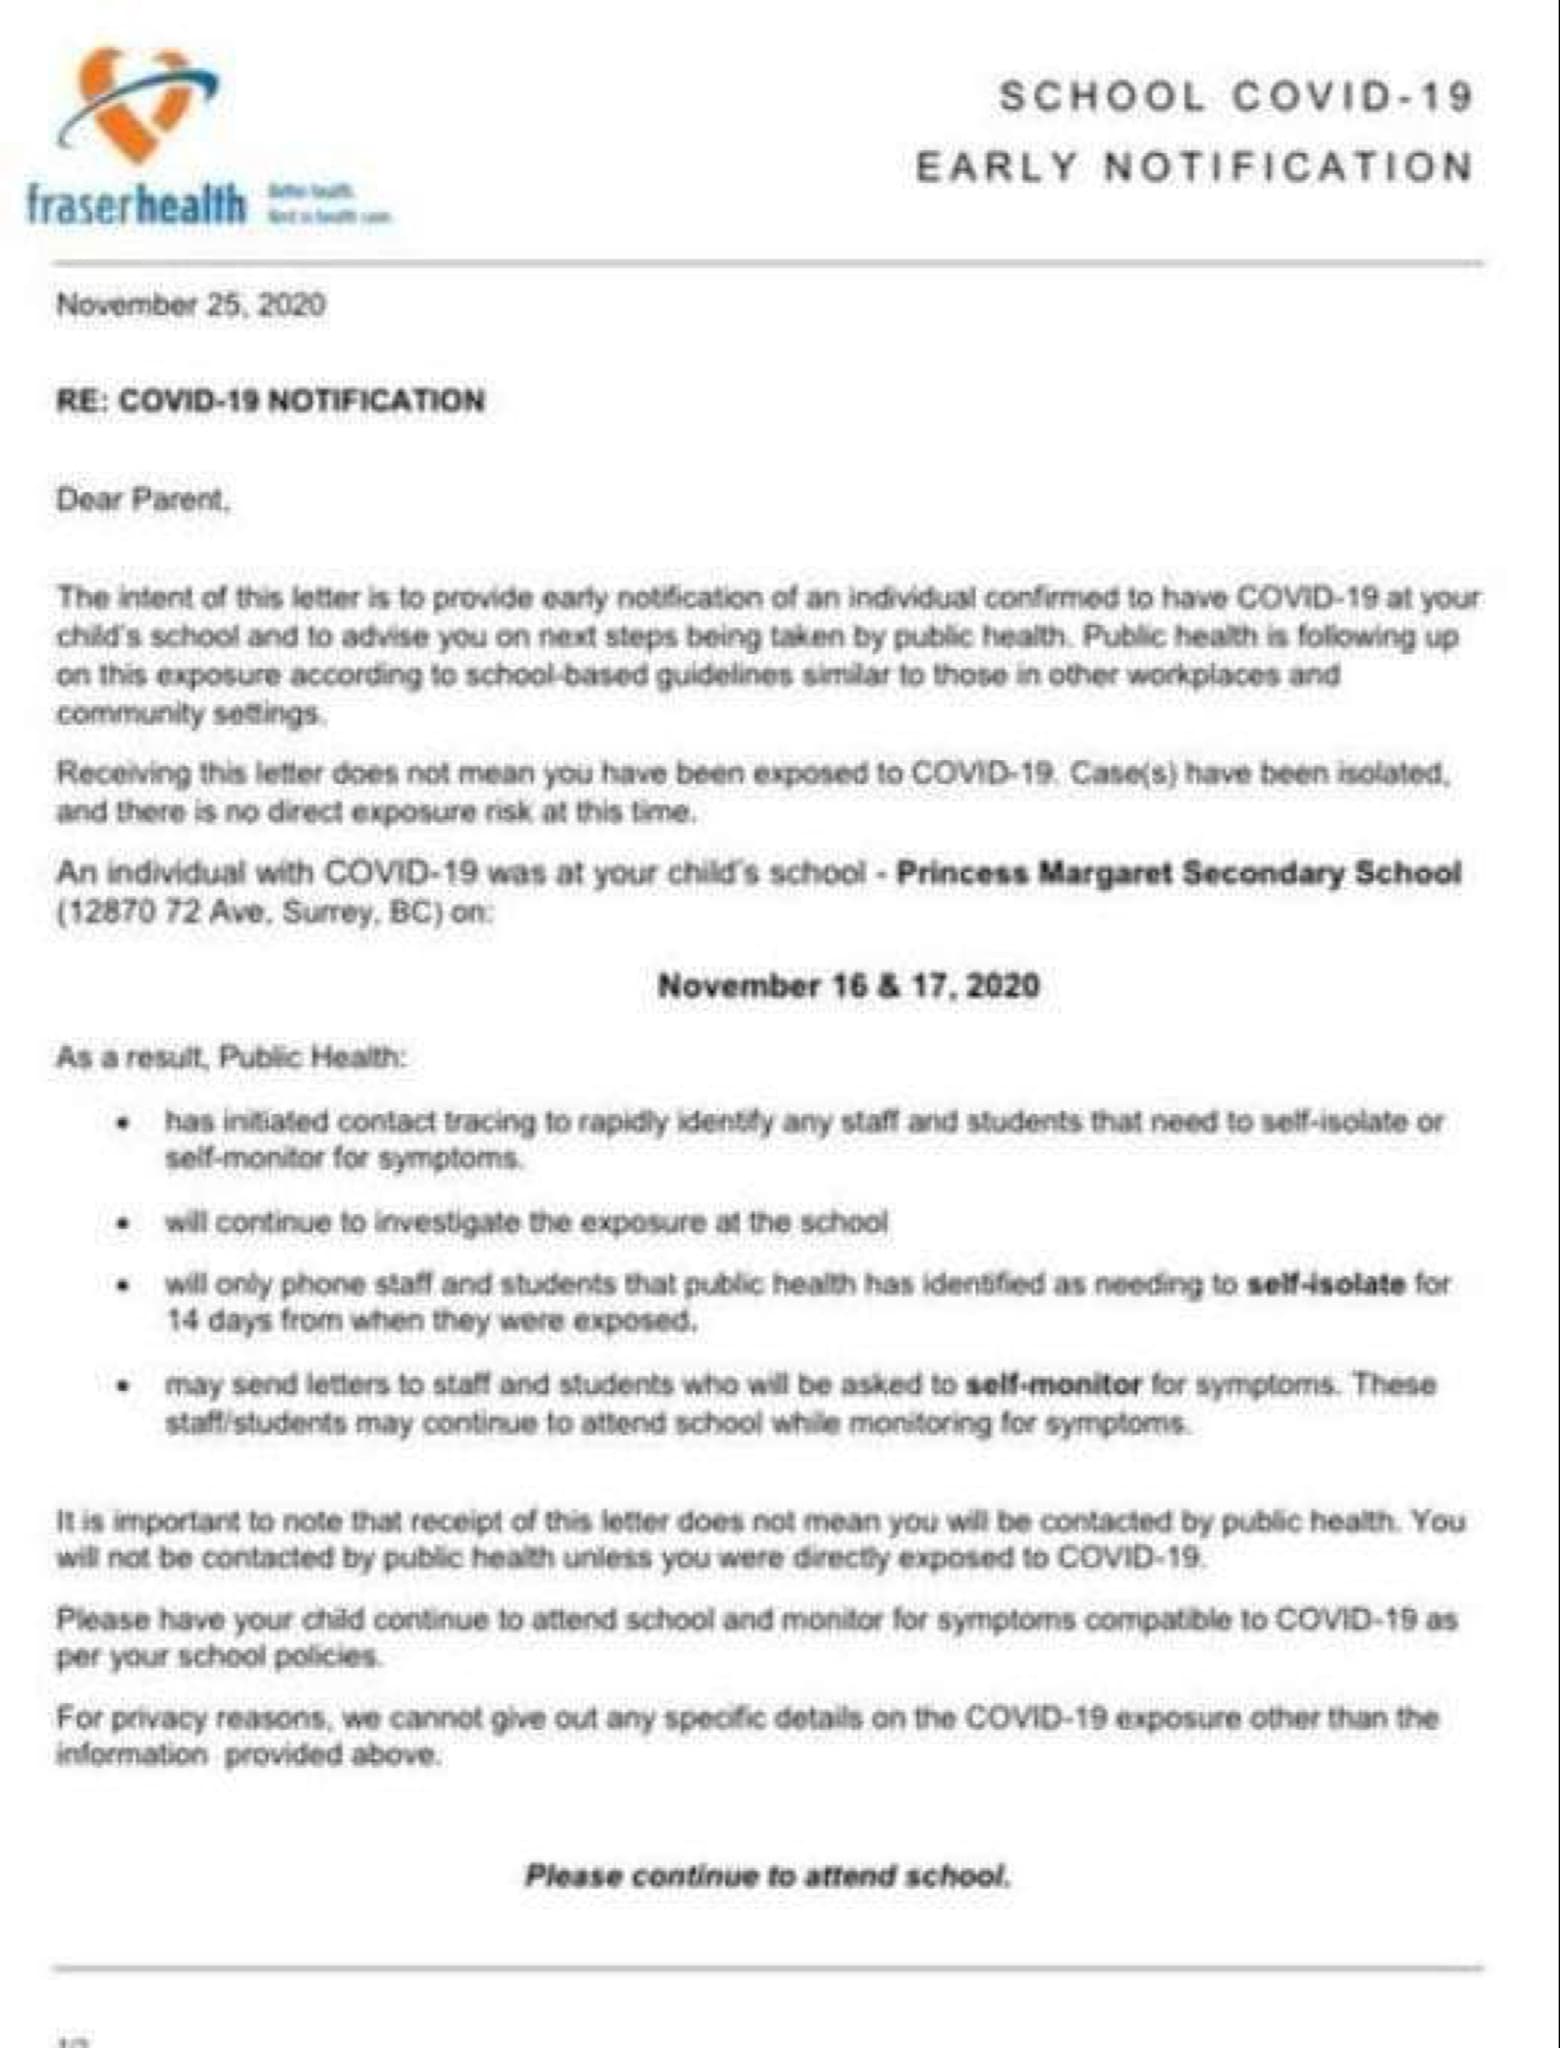 SCHOOL COVID-19
EARLY NOTIFICATION
fraserhealth
Better health.
Best in health care.
November 25, 2020
RE: COVID-19 NOTIFICATION
Dear Parent,
The intent of this letter is to provide early notification of an individual confirmed to have COVID-19 at your
child's school and to advise you on next steps being taken by public health. Public health is following up
on this exposure according to school-based guidelines similar to those in other workplaces and
community settings.
Receiving this letter does not mean you have been exposed to COVID-19. Case(s) have been isolated,
and there is no direct exposure risk at this time.
An individual with COVID-19 was at your child's school - Princess Margaret Secondary School
(12870 72 Ave, Surrey, BC) on:
November 16 & 17, 2020
As a result, Public Health:
• has initiated contact tracing to rapidly identify any staff and students that need to self-isolate or
self-monitor for symptoms.
• will continue to investigate the exposure at the school
• will only phone staff and students that public health has identified as needing to self-isolate for
14 days from when they were exposed.
• may send letters to staff and students who will be asked to self-monitor for symptoms. These
staff/students may continue to attend school while monitoring for symptoms.
It is important to note that receipt of this letter does not mean you will be contacted by public health. You
will not be contacted by public health unless you were directly exposed to COVID-19.
Please have your child continue to attend school and monitor for symptoms compatible to COVID-19 as
per your school policies.
For privacy reasons, we cannot give out any specific details on the COVID-19 exposure other than the
information provided above.
Please continue to attend school.